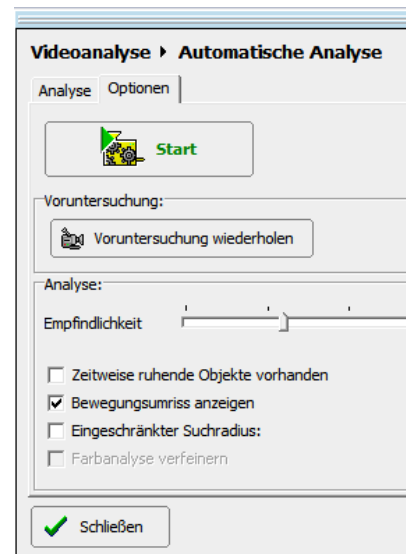 Videoanalyse ▸ Automatische Analyse
Analyse Optionen
Start
Voruntersuchung:
Voruntersuchung wiederholen
Analyse:
Empfindlichkeit
Zeitweise ruhende Objekte vorhanden
Bewegungsumriss anzeigen
Eingeschränkter Suchradius:
Farbanalyse verfeinern
Schließen